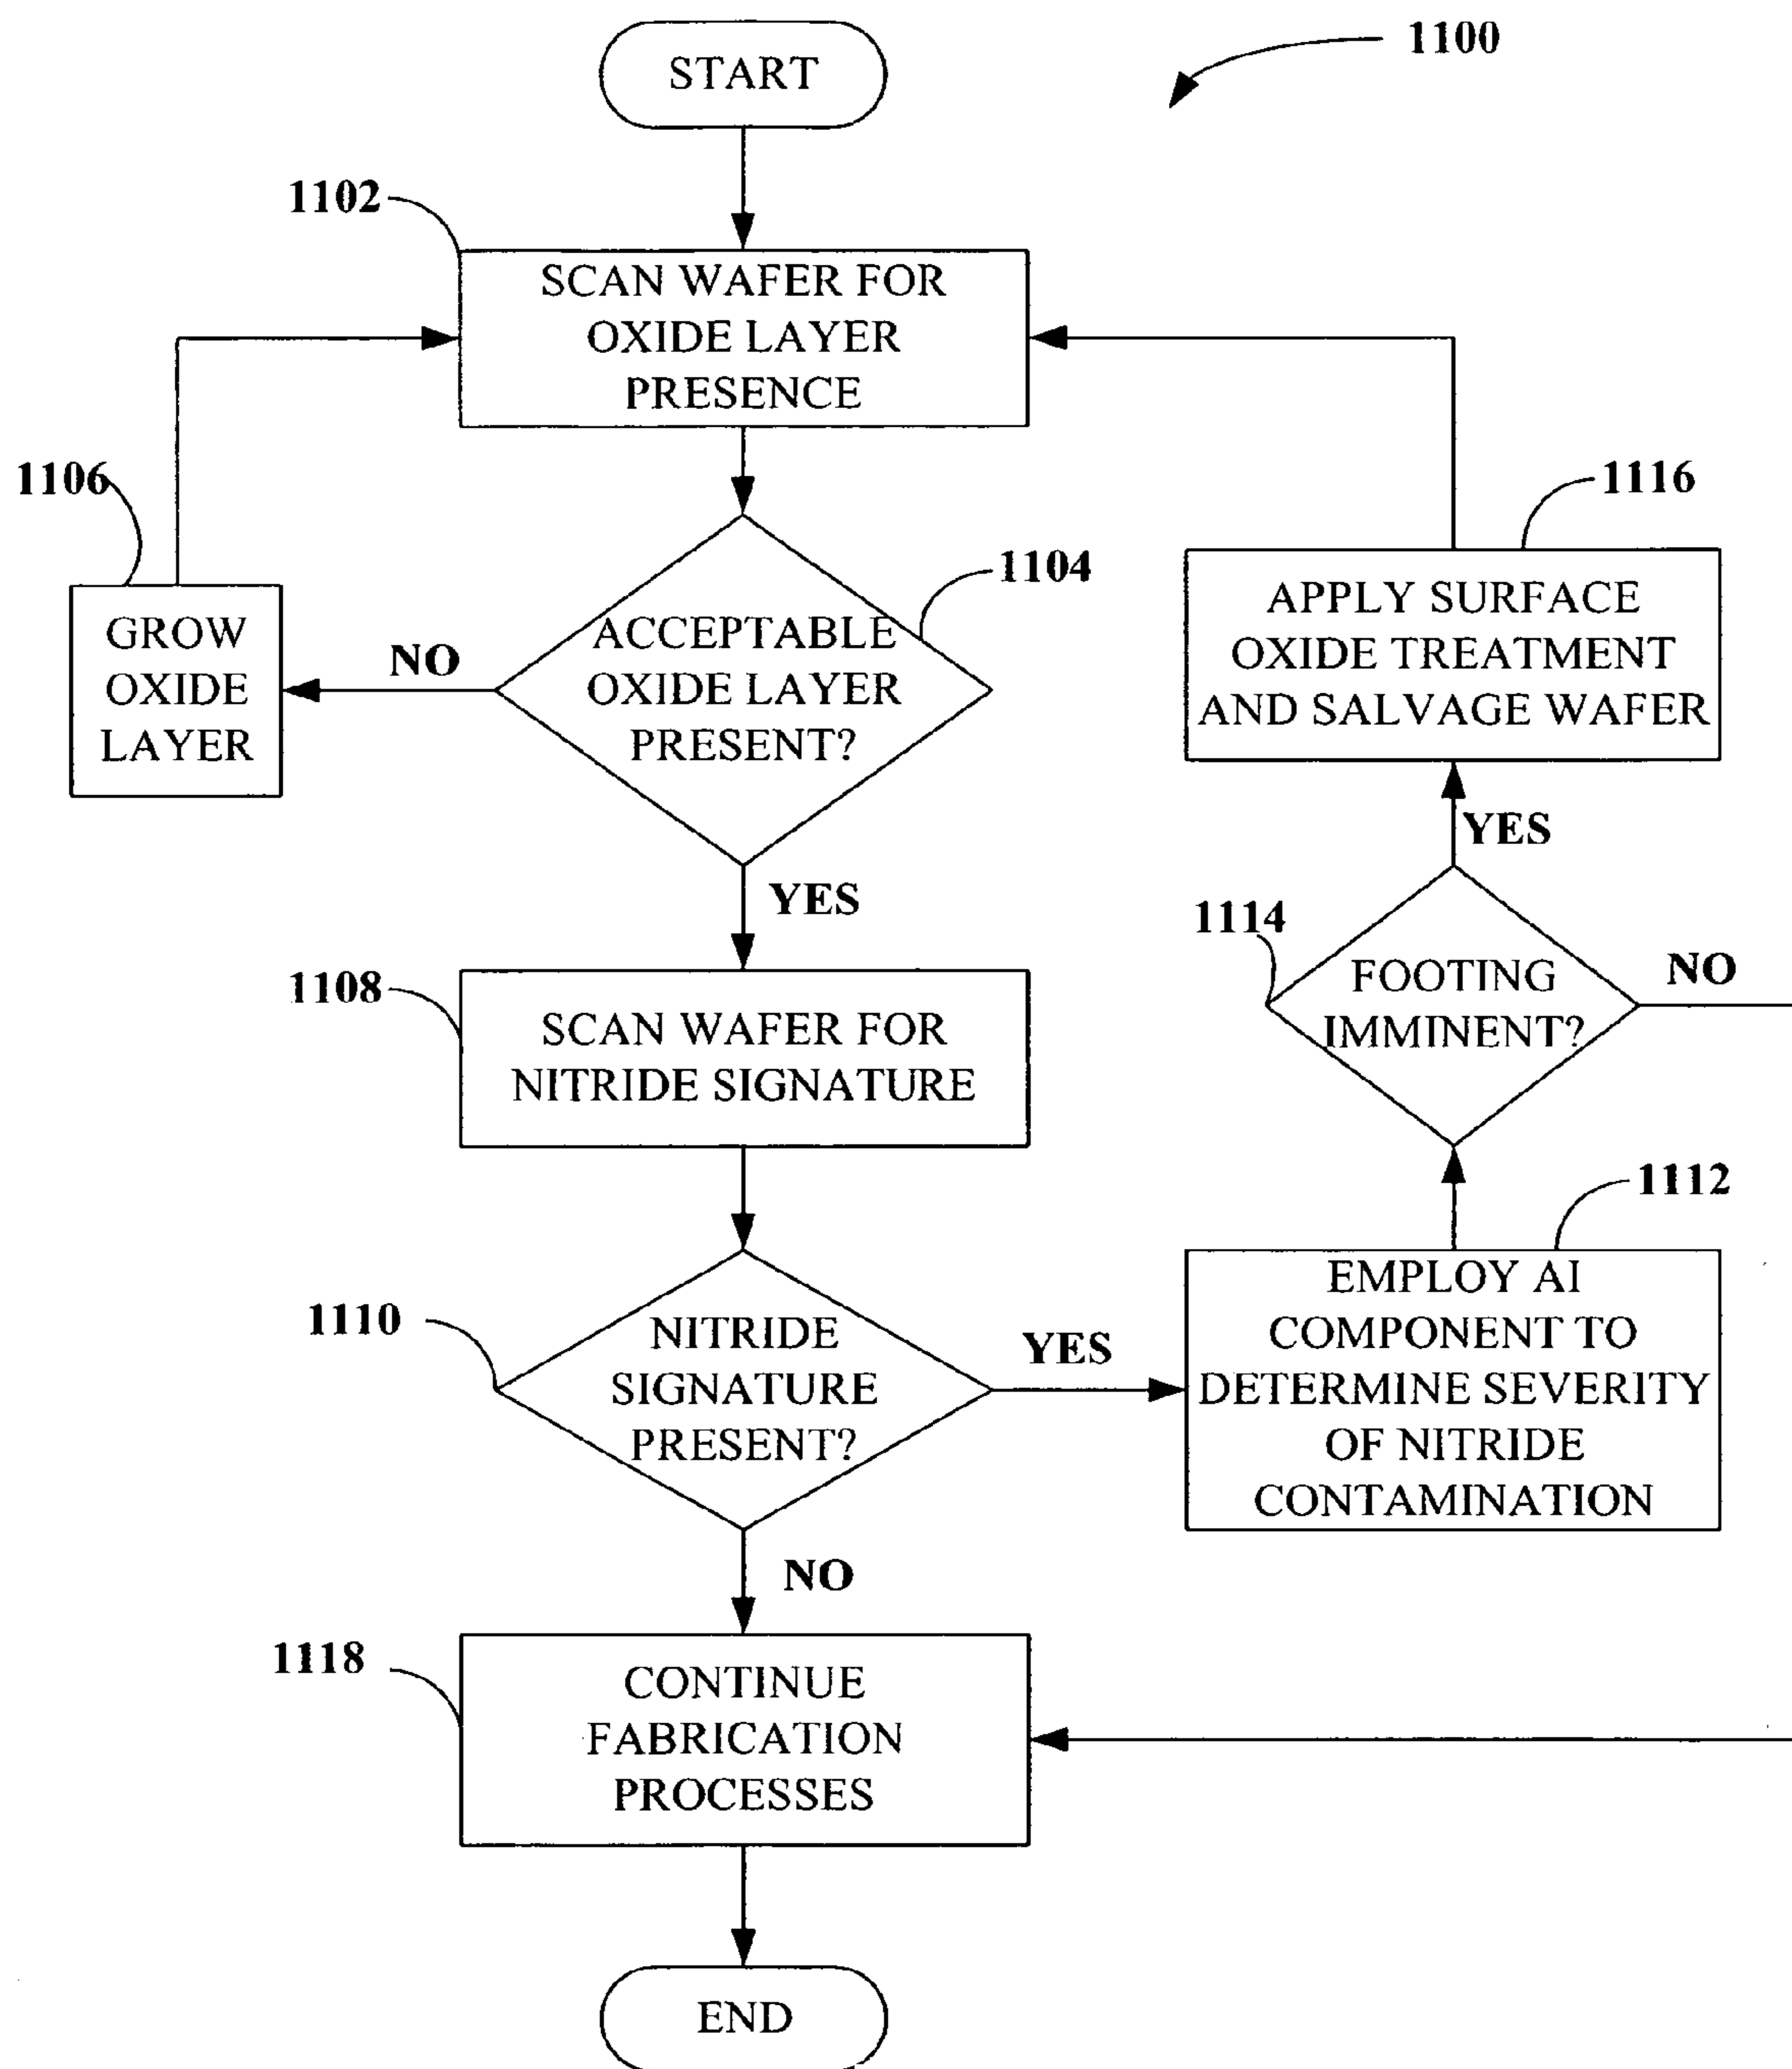 START
1100
1102
SCAN WAFER FOR
OXIDE LAYER
PRESENCE
1106
GROW
OXIDE
LAYER
NO
1104
ACCEPTABLE
OXIDE LAYER
PRESENT?
YES
1116
APPLY SURFACE
OXIDE TREATMENT
AND SALVAGE WAFER
YES
1114
FOOTING
IMMINENT?
NO
1108
SCAN WAFER FOR
NITRIDE SIGNATURE
1110
NITRIDE
SIGNATURE
PRESENT?
YES
1112
EMPLOY AI
COMPONENT TO
DETERMINE SEVERITY
OF NITRIDE
CONTAMINATION
NO
1118
CONTINUE
FABRICATION
PROCESSES
END